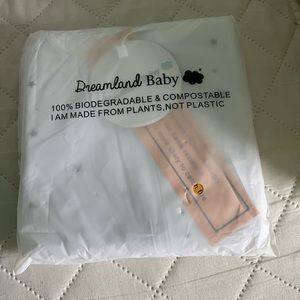 Dreamland Baby
100% BIODEGRADABLE & COMPOSTABLE
I AM MADE FROM PLANTS,NOT PLASTIC